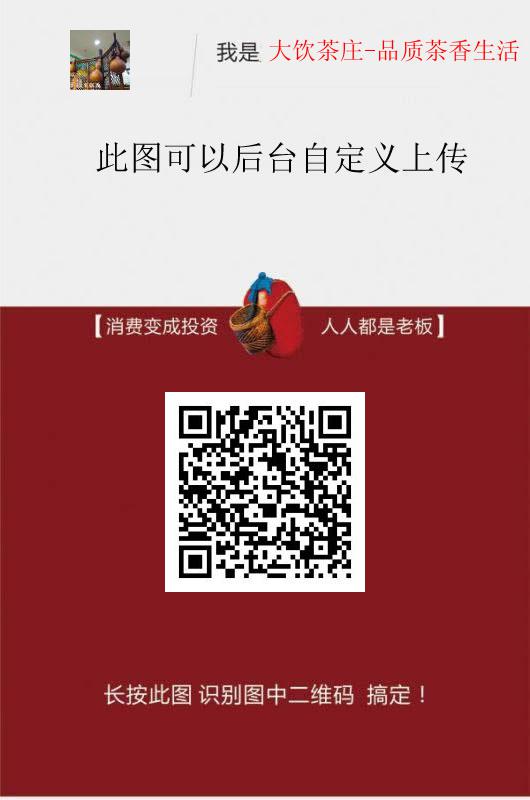 我是 大饮茶庄-品质茶香生活
此图可以后台自定义上传
【消费变成投资 人人都是老板】
长按此图 识别图中二维码 搞定！